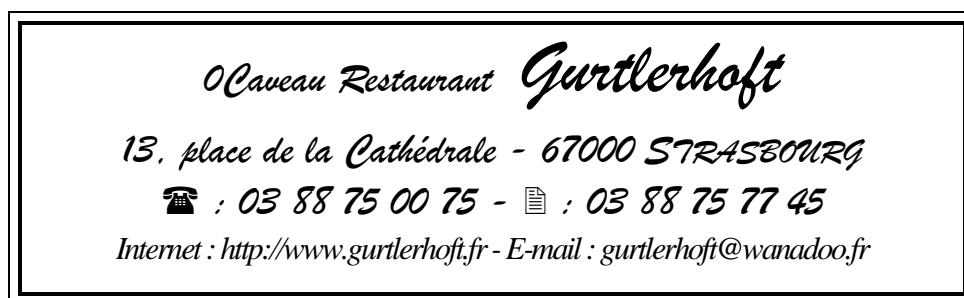 0Caveau Restaurant Gurtlerhoft
13, place de la Cathédrale - 67000 STRASBOURG
☎ : 03 88 75 00 75 - 🗎 : 03 88 75 77 45
Internet : http://www.gurtlerhoft.fr - E-mail : gurtlerhoft@wanadoo.fr